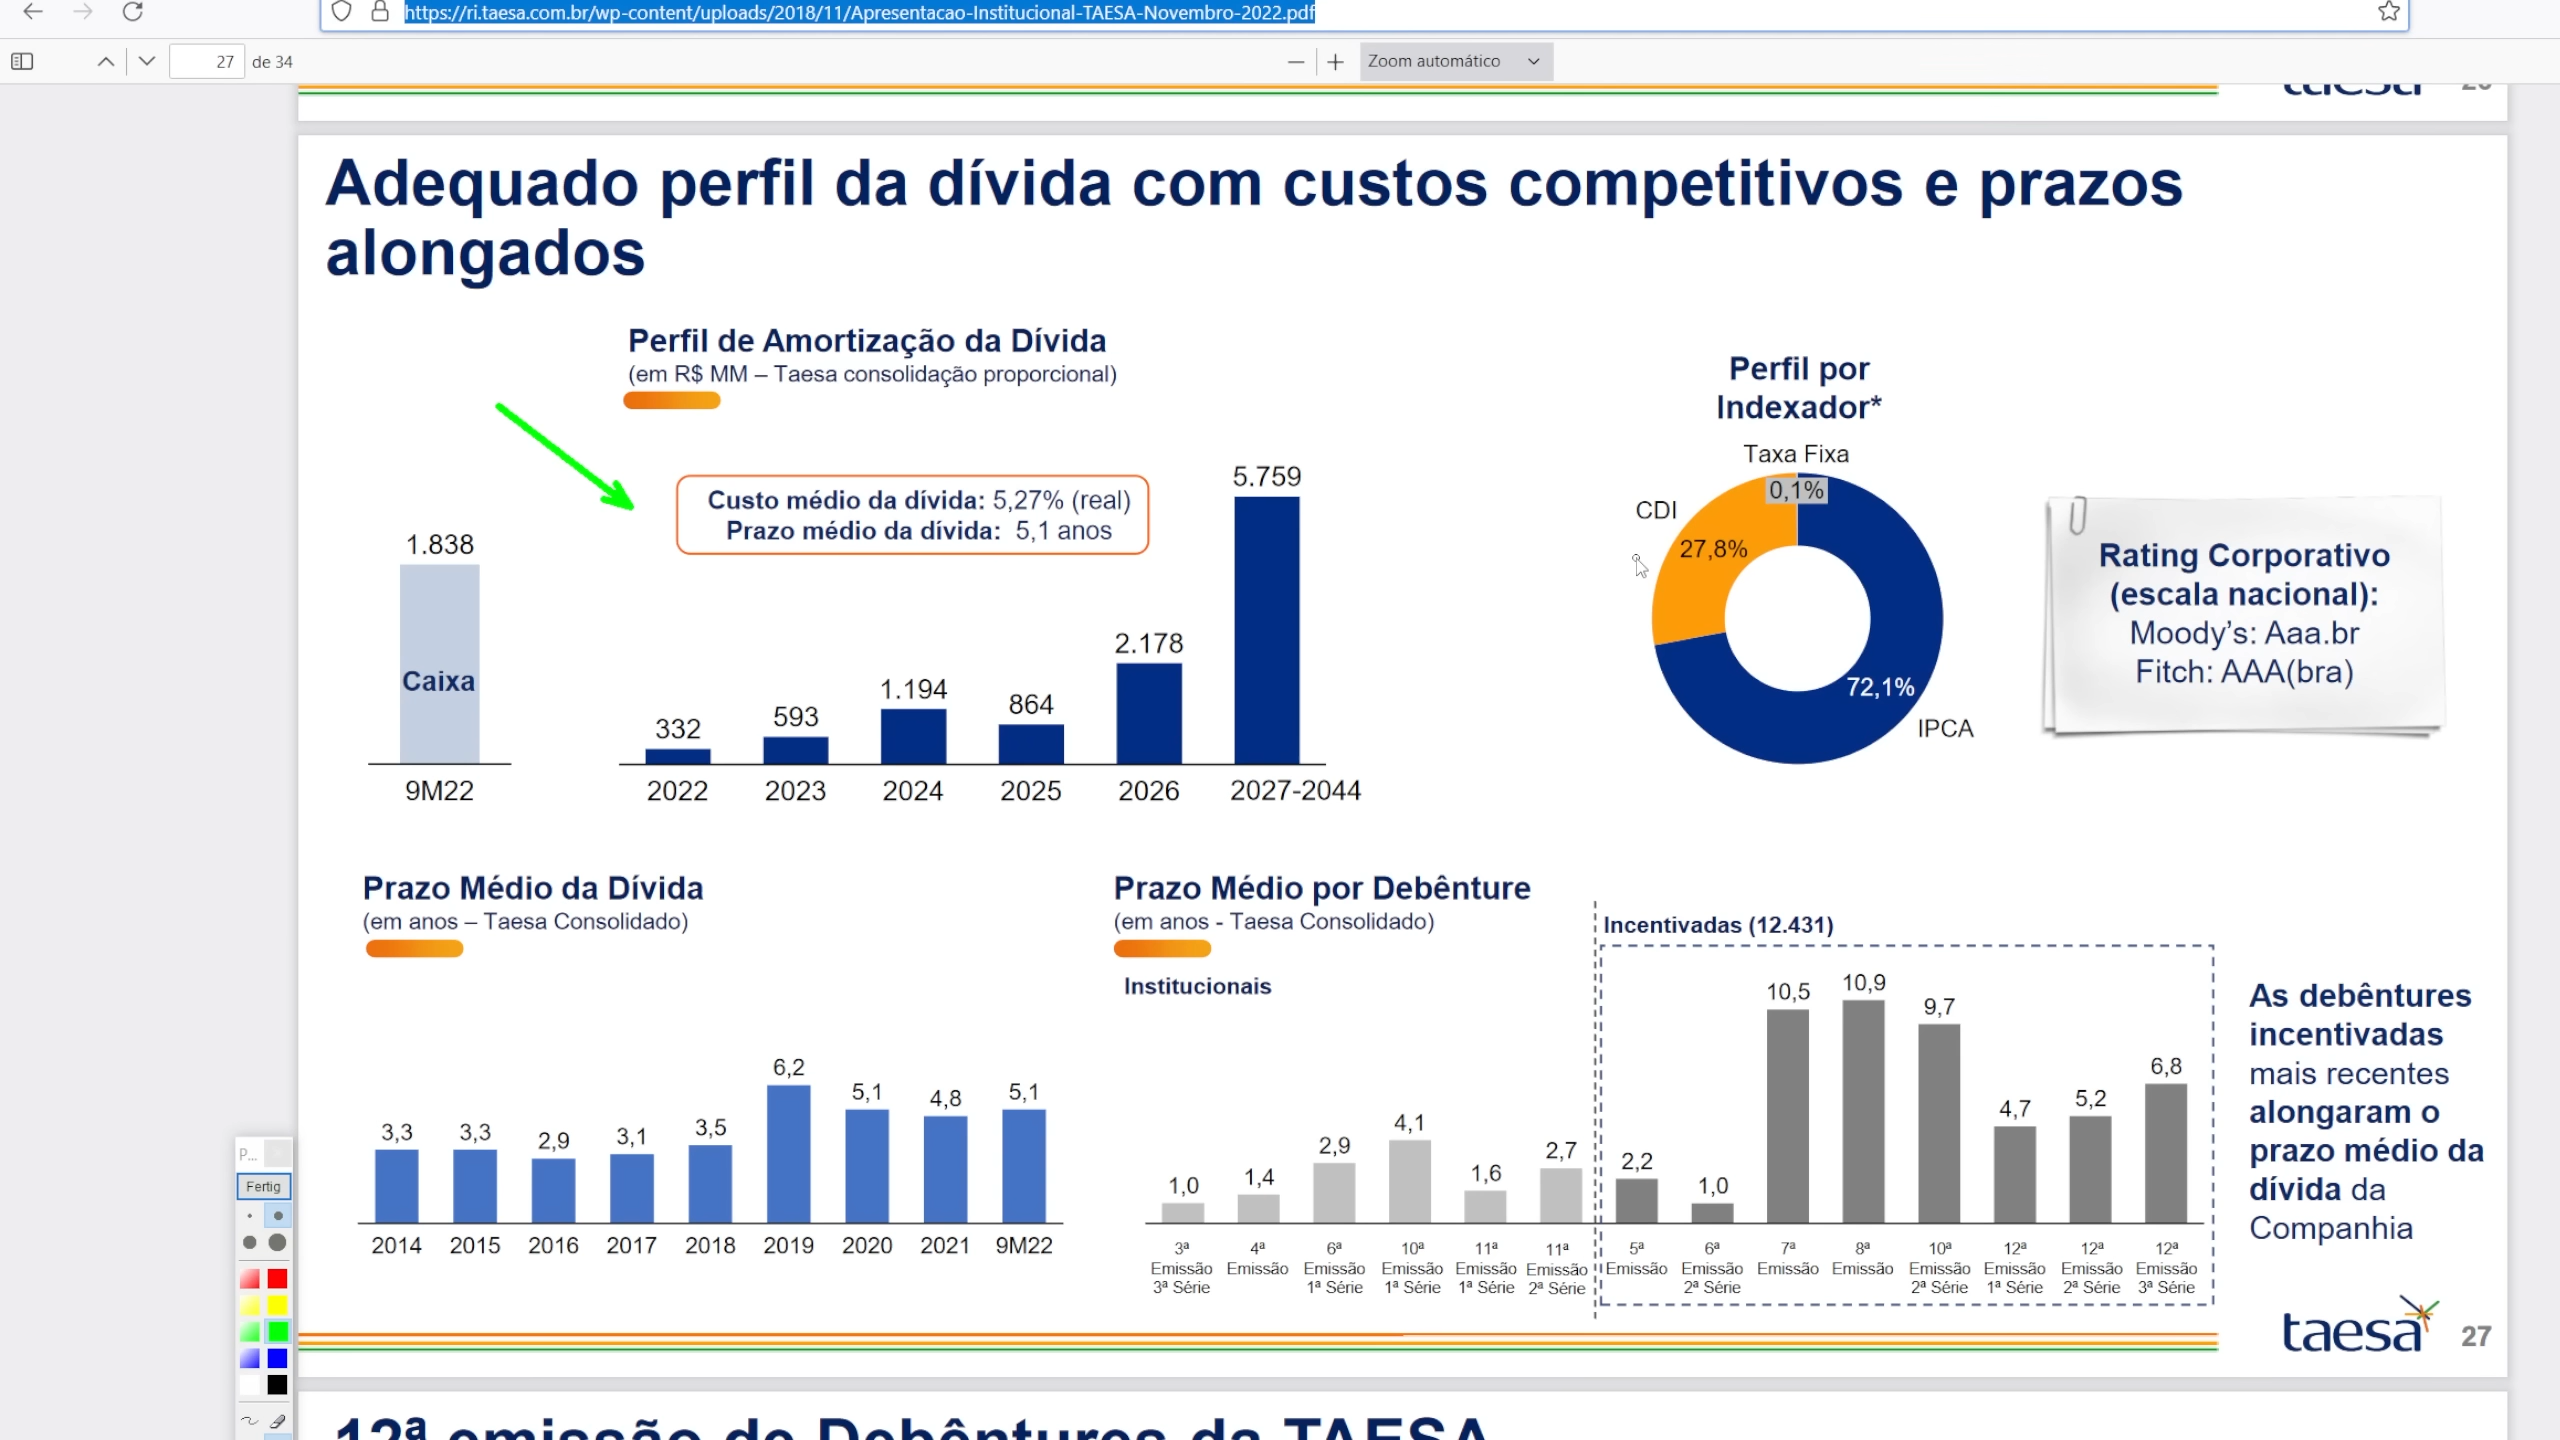 https://ri.taesa.com.br/wp-content/uploads/2018/11/Apresentacao-Institucional-TAESA-Novembro-2022.pdf
27 de 34
Zoom automático
Adequado perfil da dívida com custos competitivos e prazos
alongados
Perfil de Amortização da Dívida
(em R$ MM – Taesa consolidação proporcional)
Custo médio da dívida: 5,27% (real)
Prazo médio da dívida: 5,1 anos
1.838
Caixa
9M22
332
593
1.194
864
2.178
5.759
2022
2023
2024
2025
2026
2027-2044
Perfil por
Indexador*
Taxa Fixa
0,1%
CDI
27,8%
72,1%
IPCA
Rating Corporativo
(escala nacional):
Moody's: Aaa.br
Fitch: AAA(bra)
Prazo Médio da Dívida
(em anos – Taesa Consolidado)
3,3
3,3
2,9
3,1
3,5
6,2
5,1
4,8
5,1
2014
2015
2016
2017
2018
2019
2020
2021
9M22
Prazo Médio por Debênture
(em anos - Taesa Consolidado)
Institucionais
1,0
1,4
2,9
4,1
1,6
2,7
3ª
Emissão
3ª Série
4ª
Emissão
6ª
Emissão
1ª Série
10ª
Emissão
1ª Série
11ª
Emissão
1ª Série
11ª
Emissão
2ª Série
Incentivadas (12.431)
2,2
1,0
10,5
10,9
9,7
4,7
5,2
6,8
5ª
Emissão
6ª
Emissão
2ª Série
7ª
Emissão
8ª
Emissão
10ª
Emissão
2ª Série
12ª
Emissão
1ª Série
12ª
Emissão
2ª Série
12ª
Emissão
3ª Série
As debêntures
incentivadas
mais recentes
alongaram o
prazo médio da
dívida da
Companhia
taesa
27
P...
Fertig
12ª emissão de Debêntures da TAESA